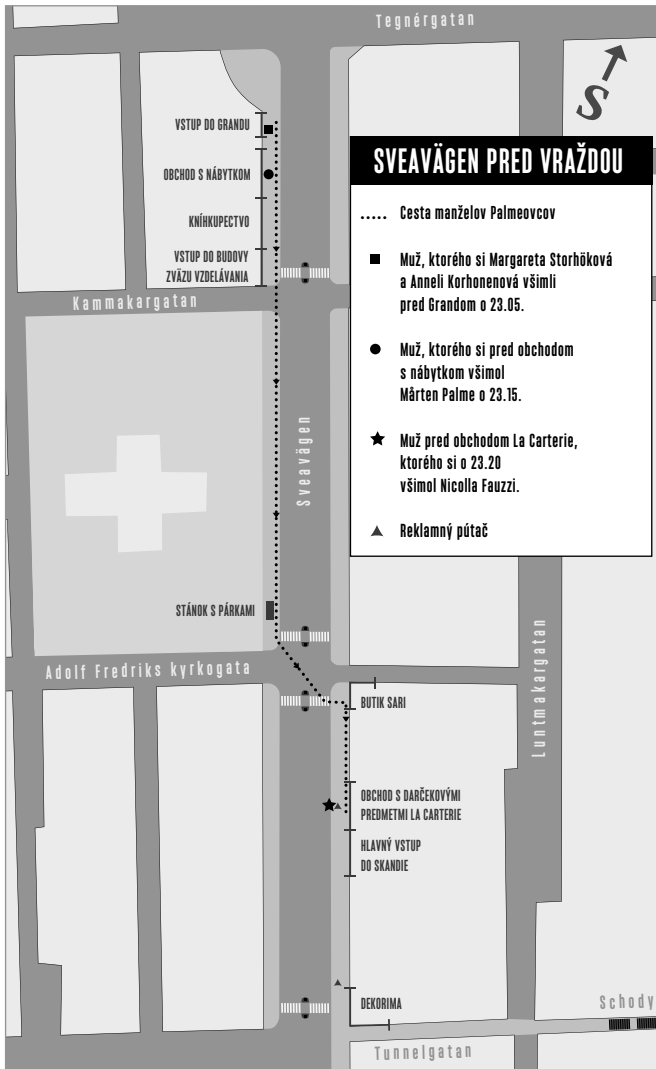 Tegnérgatan
S
VSTUP DO GRANDU
OBCHOD S NÁBYTKOM
KNÍHKUPECTVO
VSTUP DO BUDOVY
ZVÄZU VZDELÁVANIA
Kammakargatan
SVEAVÄGEN PRED VRAŽDOU
..... Cesta manželov Palmeovcov
Muž, ktorého si Margareta Storhöková
a Anneli Korhonenová všimli
pred Grandom o 23.05.
Muž, ktorého si pred obchodom
s nábytkom všimol
Mårten Palme o 23.15.
Muž pred obchodom La Carterie,
ktorého si o 23.20
všimol Nicolla Fauzzi.
Reklamný pútač
Sveavägen
STÁNOK S PÁRKAMI
Adolf Fredriks kyrkogata
Luntmakargatan
BUTIK SARI
OBCHOD S DARČEKOVÝMI
PREDMETMI LA CARTERIE
HLAVNÝ VSTUP
DO SKANDIE
DEKORIMA
Schody
Tunnelgatan